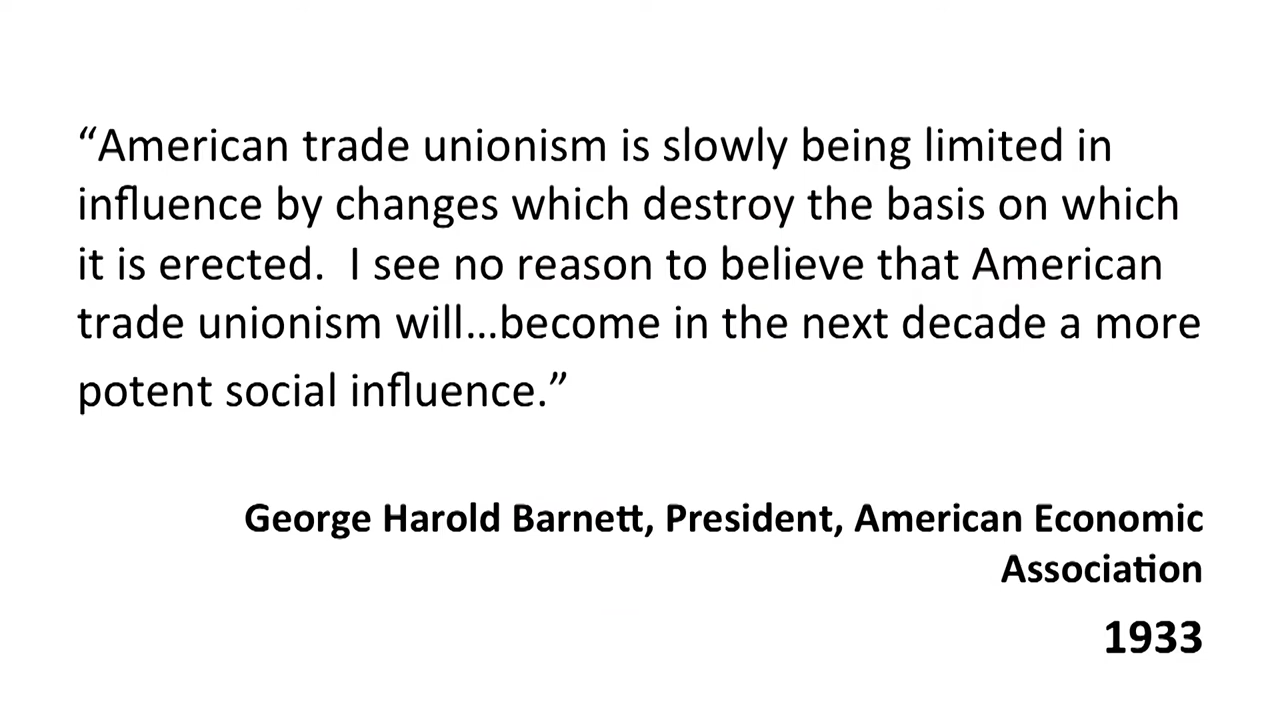 “American trade unionism is slowly being limited in
influence by changes which destroy the basis on which
it is erected.  I see no reason to believe that American
trade unionism will...become in the next decade a more
potent social influence.”
George Harold Barnett, President, American Economic
Association
1933